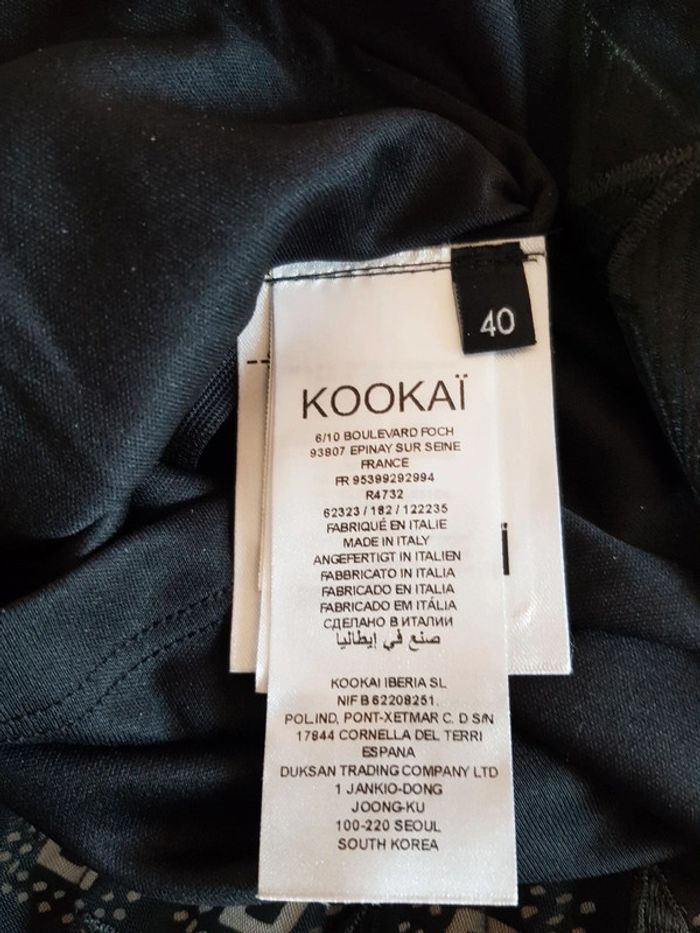 40
KOOKAÏ
6/10 BOULEVARD FOCH
93807 EPINAY SUR SEINE
FRANCE
FR 95399292994
R4732
62323 / 182 / 122235
FABRIQUÉ EN ITALIE
MADE IN ITALY
ANGEFERTIGT IN ITALIEN
FABBRICATO IN ITALIA
FABRICADO EN ITALIA
FABRICADO EM ITÁLIA
СДЕЛАНО В ИТАЛИИ
صنع في إيطاليا
KOOKAI IBERIA SL
NIF B 62208251.
POLIND, PONT-XETMAR C. D S/N
17844 CORNELLA DEL TERRI
ESPANA
DUKSAN TRADING COMPANY LTD
1 JANKIO-DONG
JOONG-KU
100-220 SEOUL
SOUTH KOREA